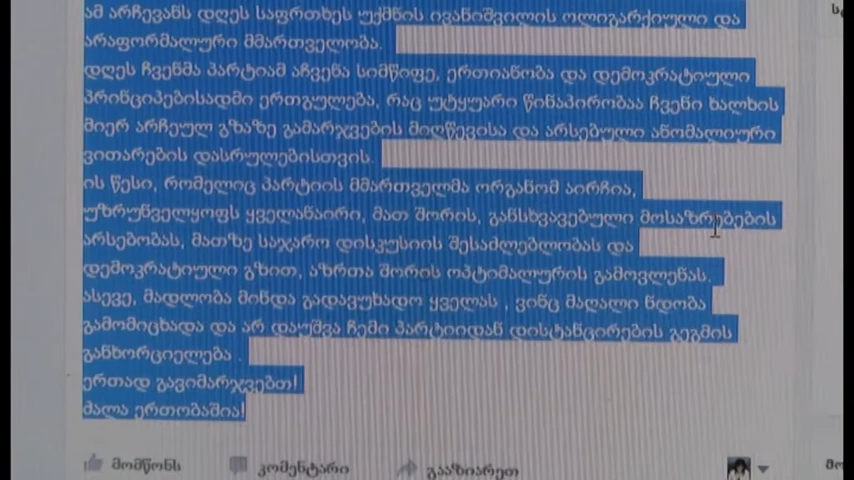 ამ არჩევანს დღეს საფრთხეს უქმნის ივანიშვილის ოლიგარქიული და
არაფორმალური მმართველობა.
დღეს ჩვენმა პარტიამ აჩვენა სიმწიფე, ერთიანობა და დემოკრატიული
პრინციპებისადმი ერთგულება, რაც უტყუარი წინაპირობაა ჩვენი ხალხის
მიერ არჩეულ გზაზე გამარჯვების მიღწევისა და არსებული ანომალიური
ვითარების დასრულებისთვის.
ის წესი, რომელიც პარტიის მმართველმა ორგანომ აირჩია,
უზრუნველყოფს ყველანაირი, მათ შორის, განსხვავებული მოსაზრებების
არსებობას, მათზე საჯარო დისკუსიის შესაძლებლობას და
დემოკრატიული გზით, აზრთა შორის ოპტიმალურის გამოვლენას.
ასევე, მადლობა მინდა გადავუხადო ყველას , ვინც მაღალი ნდობა
გამომიცხადა და არ დაუშვა ჩემი პარტიიდან დისტანცირების გეგმის
განხორციელება .
ერთად გავიმარჯვებთ!
ძალა ერთობაშია!
მომწონს კომენტარი გააზიარეთ